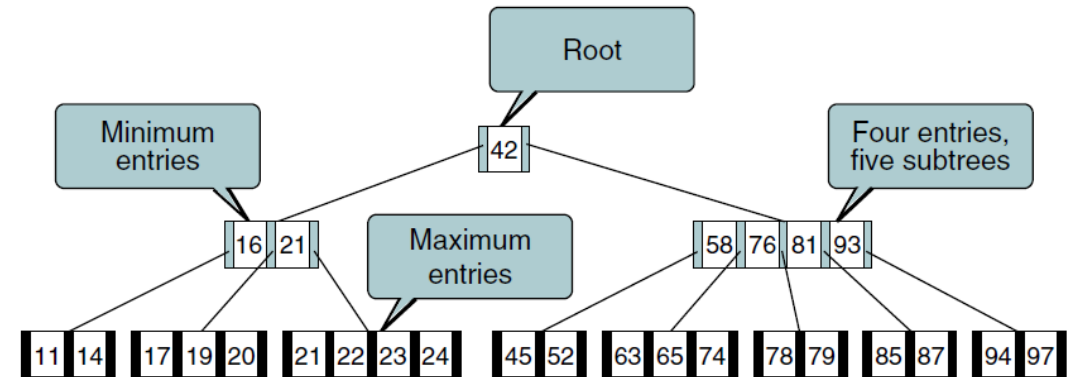 Root
Minimum
entries
42
Four entries,
five subtrees
16 21
Maximum
entries
58 76 81 93
11 14
17 19 20
21 22 23 24
45 52
63 65 74
78 79
85 87
94 97